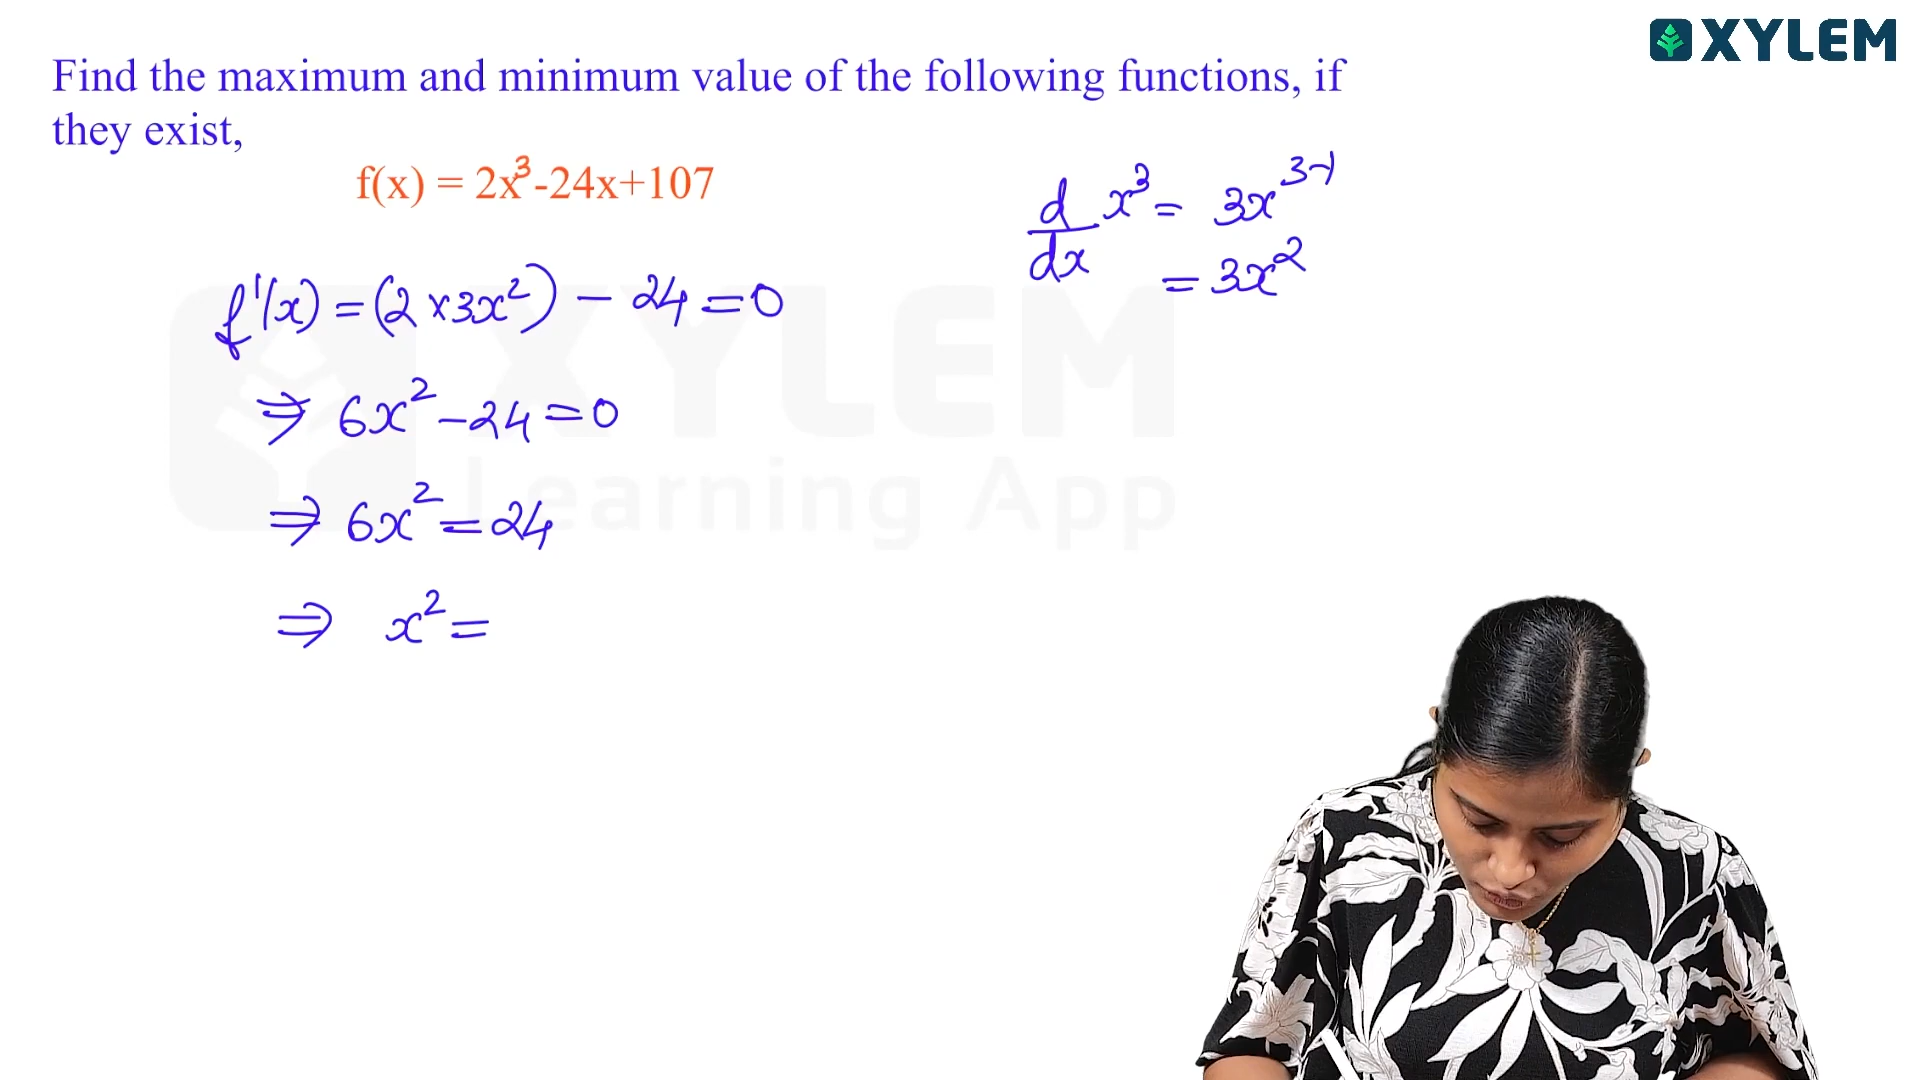 XYLEM
Find the maximum and minimum value of the following functions, if
they exist,
f(x) = 2x³-24x+107
d/dx x³ = 3x³⁻¹
= 3x²
f'(x) = (2×3x²) - 24 = 0
⇒ 6x² - 24 = 0
⇒ 6x² = 24
⇒ x² =
XYLEM
Learning App